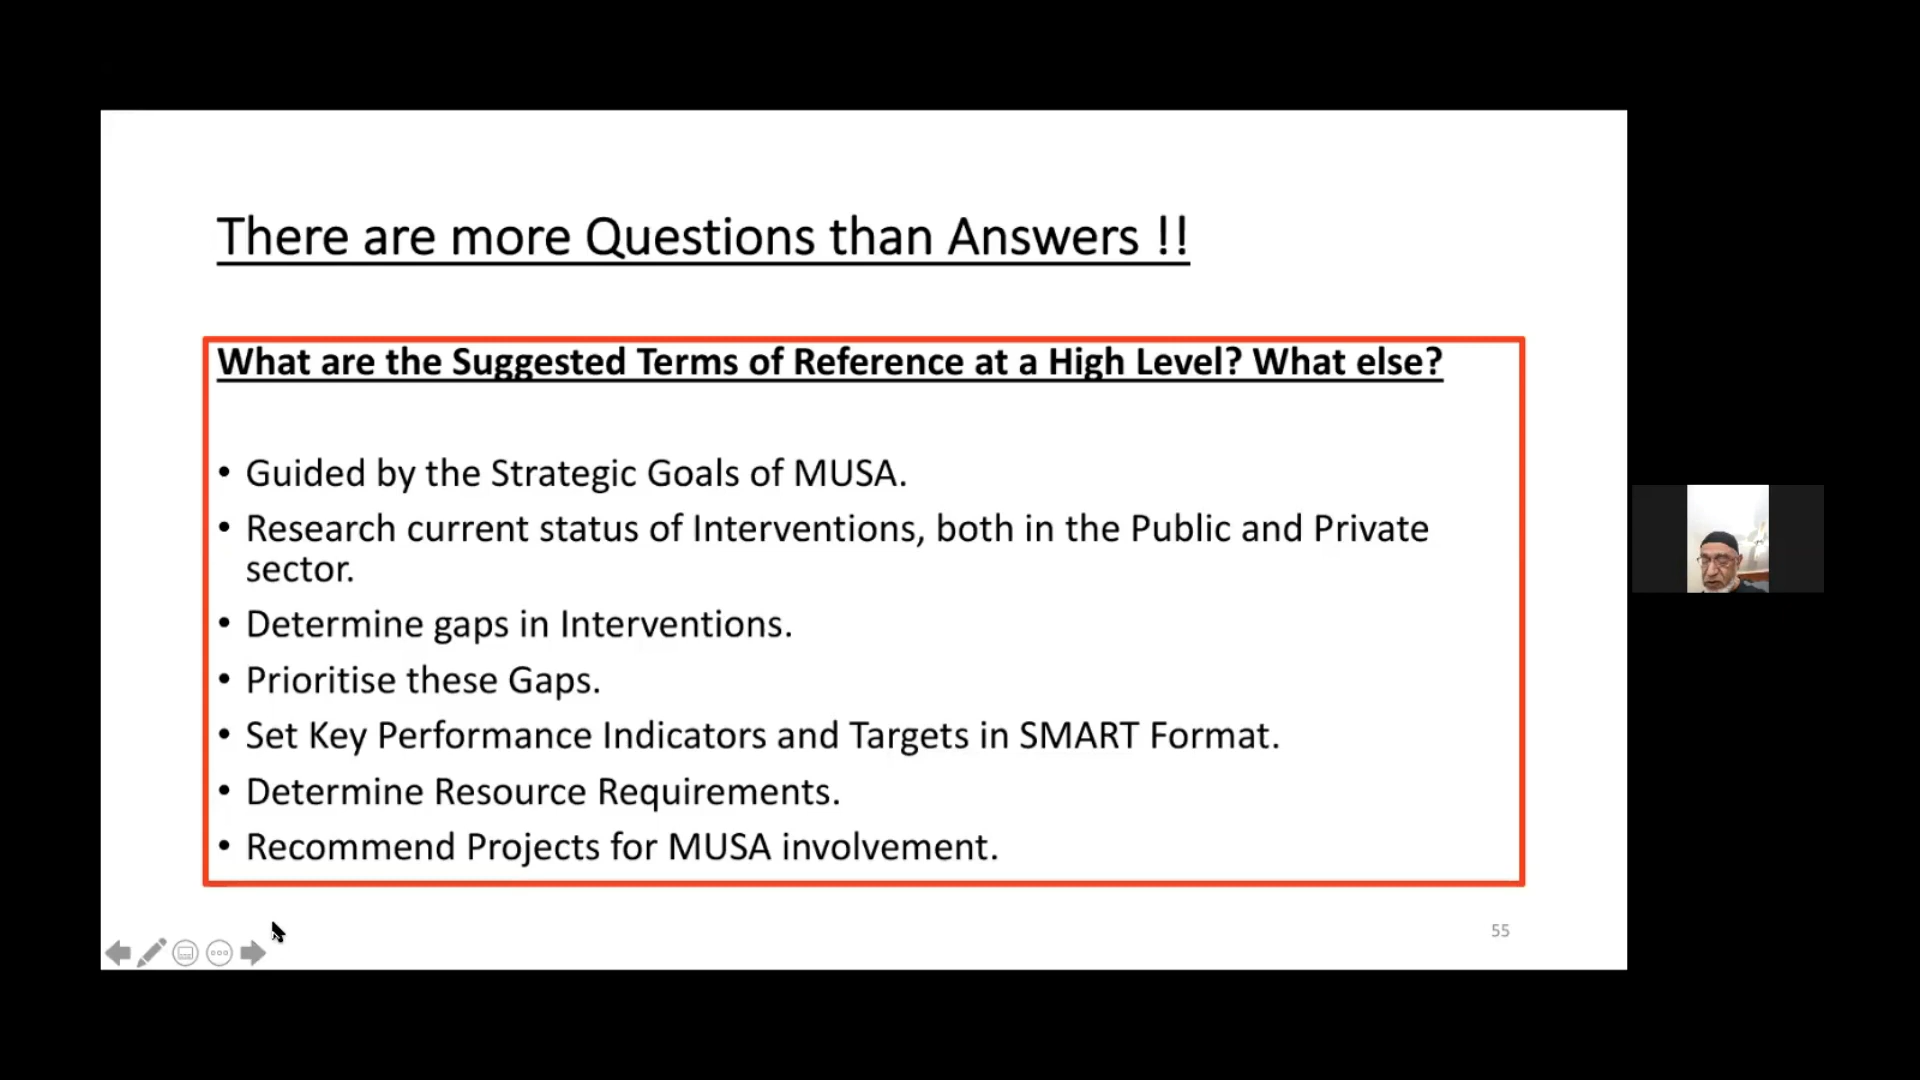 There are more Questions than Answers !!
What are the Suggested Terms of Reference at a High Level? What else?
• Guided by the Strategic Goals of MUSA.
• Research current status of Interventions, both in the Public and Private
sector.
• Determine gaps in Interventions.
• Prioritise these Gaps.
• Set Key Performance Indicators and Targets in SMART Format.
• Determine Resource Requirements.
• Recommend Projects for MUSA involvement.
55